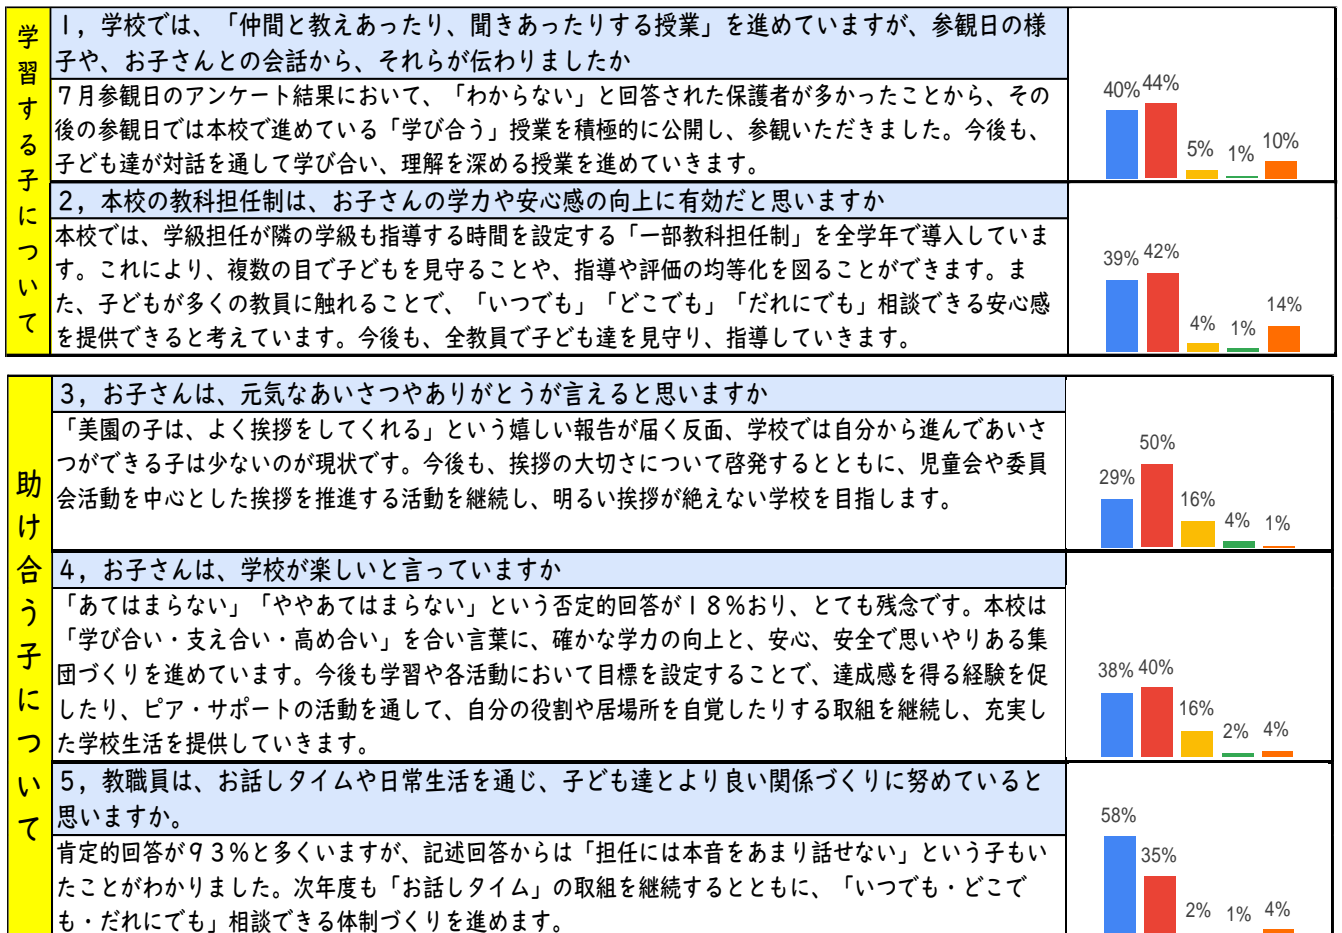 学習する子について
1，学校では、「仲間と教えあったり、聞きあったりする授業」を進めていますが、参観日の様
子や、お子さんとの会話から、それらが伝わりましたか
７月参観日のアンケート結果において、「わからない」と回答された保護者が多かったことから、その
後の参観日では本校で進めている「学び合う」授業を積極的に公開し、参観いただきました。今後も、
子ども達が対話を通して学び合い、理解を深める授業を進めていきます。
40% 44% 5% 1% 10%
2，本校の教科担任制は、お子さんの学力や安心感の向上に有効だと思いますか
本校では、学級担任が隣の学級も指導する時間を設定する「一部教科担任制」を全学年で導入していま
す。これにより、複数の目で子どもを見守ることや、指導や評価の均等化を図ることができます。ま
た、子どもが多くの教員に触れることで、「いつでも」「どこでも」「だれにでも」相談できる安心感
を提供できると考えています。今後も、全教員で子ども達を見守り、指導していきます。
39% 42% 4% 1% 14%
助け合う子について
3，お子さんは、元気なあいさつやありがとうが言えると思いますか
「美園の子は、よく挨拶をしてくれる」という嬉しい報告が届く反面、学校では自分から進んであいさ
つができる子は少ないのが現状です。今後も、挨拶の大切さについて啓発するとともに、児童会や委員
会活動を中心とした挨拶を推進する活動を継続し、明るい挨拶が絶えない学校を目指します。
29% 50% 16% 4% 1%
4，お子さんは、学校が楽しいと言っていますか
「あてはまらない」「ややあてはまらない」という否定的回答が１８％おり、とても残念です。本校は
「学び合い・支え合い・高め合い」を合い言葉に、確かな学力の向上と、安心、安全で思いやりある集
団づくりを進めています。今後も学習や各活動において目標を設定することで、達成感を得る経験を促
したり、ピア・サポートの活動を通して、自分の役割や居場所を自覚したりする取組を継続し、充実し
た学校生活を提供していきます。
38% 40% 16% 2% 4%
5，教職員は、お話しタイムや日常生活を通じ、子ども達とより良い関係づくりに努めていると
思いますか。
肯定的回答が９３％と多くいますが、記述回答からは「担任には本音をあまり話せない」という子もい
たことがわかりました。次年度も「お話しタイム」の取組を継続するとともに、「いつでも・どこで
も・だれにでも」相談できる体制づくりを進めます。
58% 35% 2% 1% 4%